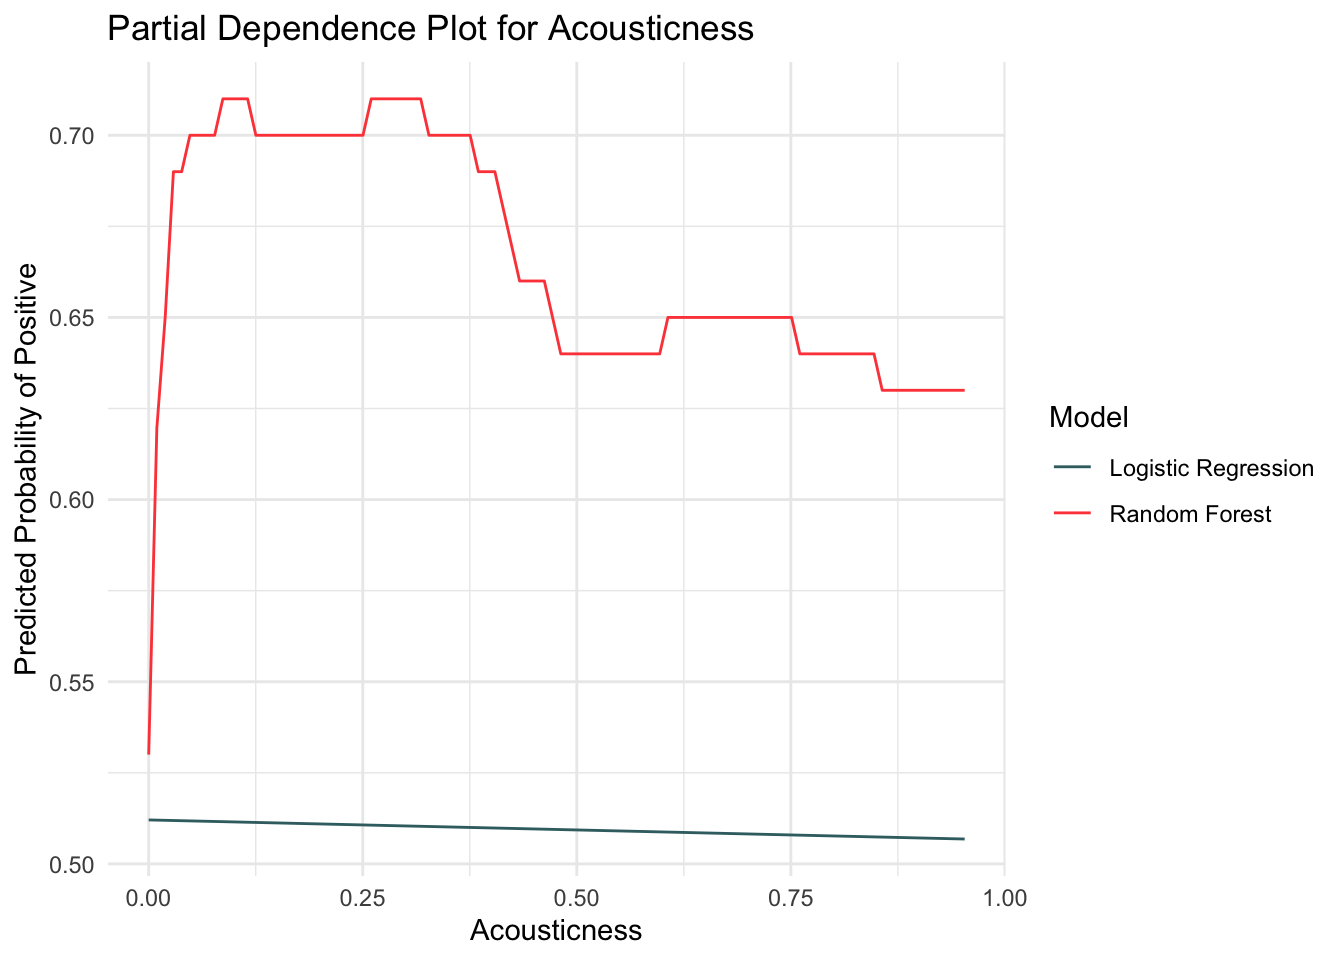 Partial Dependence Plot for Acousticness
Predicted Probability of Positive
0.70
0.65
0.60
0.55
0.50
0.00 0.25 0.50 0.75 1.00
Acousticness
Model
Logistic Regression
Random Forest